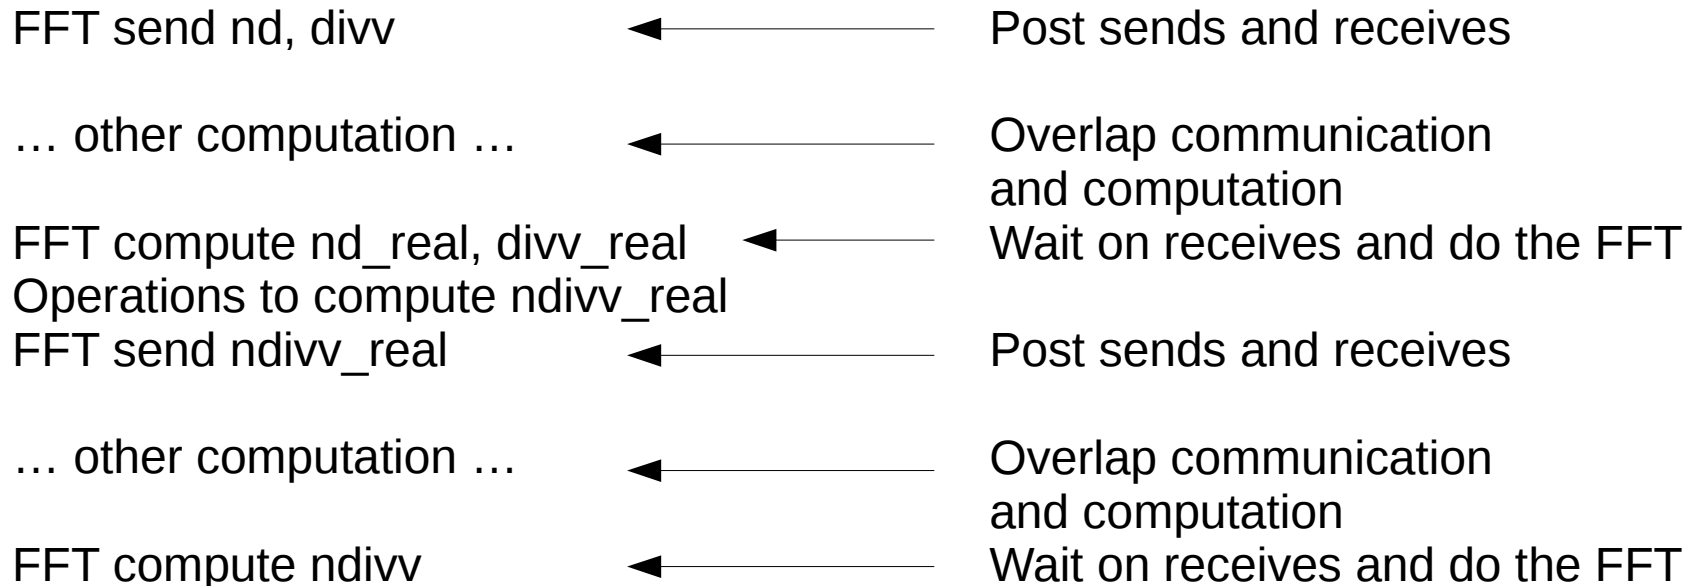 FFT send nd, divv
Post sends and receives
… other computation …
Overlap communication
and computation
FFT compute nd_real, divv_real
Wait on receives and do the FFT
Operations to compute ndivv_real
FFT send ndivv_real
Post sends and receives
… other computation …
Overlap communication
and computation
FFT compute ndivv
Wait on receives and do the FFT